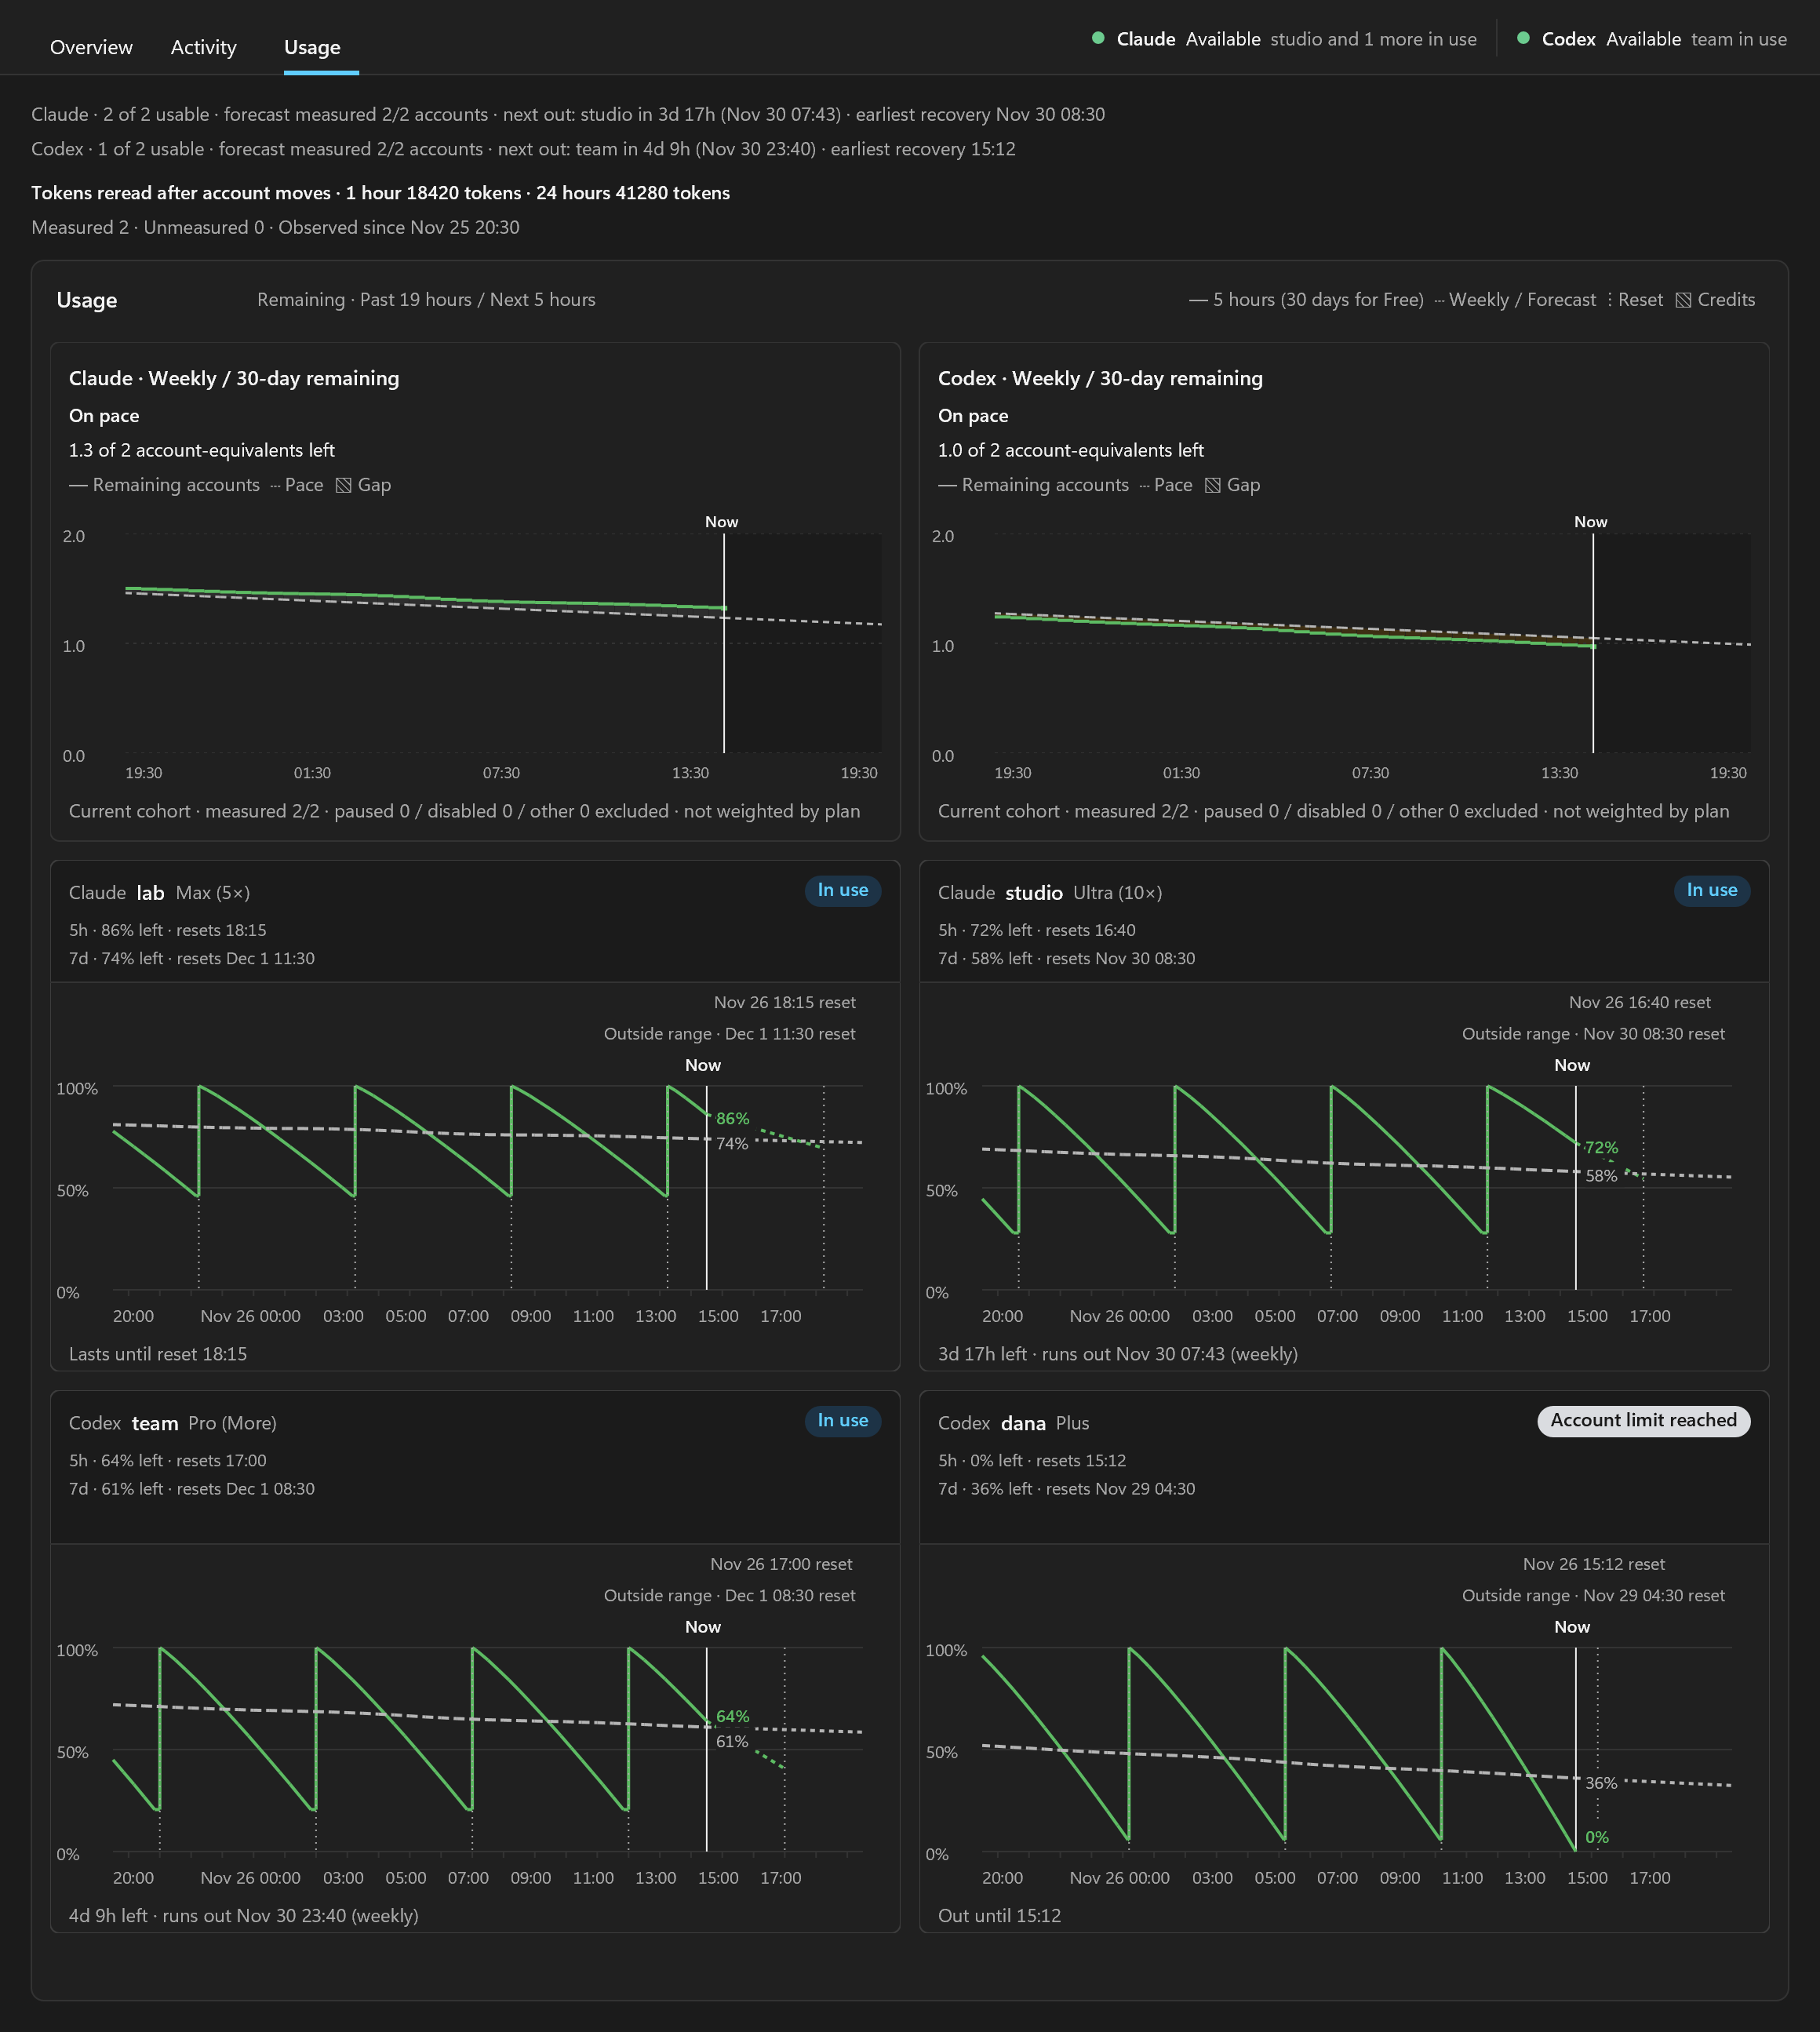 Overview Activity Usage
Claude Available studio and 1 more in use
Codex Available team in use
Claude · 2 of 2 usable · forecast measured 2/2 accounts · next out: studio in 3d 17h (Nov 30 07:43) · earliest recovery Nov 30 08:30
Codex · 1 of 2 usable · forecast measured 2/2 accounts · next out: team in 4d 9h (Nov 30 23:40) · earliest recovery 15:12
Tokens reread after account moves · 1 hour 18420 tokens · 24 hours 41280 tokens
Measured 2 · Unmeasured 0 · Observed since Nov 25 20:30
Usage
Remaining · Past 19 hours / Next 5 hours
5 hours (30 days for Free) Weekly / Forecast Reset Credits
Claude · Weekly / 30-day remaining
On pace
1.3 of 2 account-equivalents left
Remaining accounts Pace Gap
Now
2.0
1.0
0.0
19:30 01:30 07:30 13:30 19:30
Current cohort · measured 2/2 · paused 0 / disabled 0 / other 0 excluded · not weighted by plan
Codex · Weekly / 30-day remaining
On pace
1.0 of 2 account-equivalents left
Remaining accounts Pace Gap
Now
2.0
1.0
0.0
19:30 01:30 07:30 13:30 19:30
Current cohort · measured 2/2 · paused 0 / disabled 0 / other 0 excluded · not weighted by plan
Claude lab Max (5×)
In use
5h · 86% left · resets 18:15
7d · 74% left · resets Dec 1 11:30
Nov 26 18:15 reset
Outside range · Dec 1 11:30 reset
Now
100%
86%
74%
50%
0%
20:00 Nov 26 00:00 03:00 05:00 07:00 09:00 11:00 13:00 15:00 17:00
Lasts until reset 18:15
Claude studio Ultra (10×)
In use
5h · 72% left · resets 16:40
7d · 58% left · resets Nov 30 08:30
Nov 26 16:40 reset
Outside range · Nov 30 08:30 reset
Now
100%
72%
58%
50%
0%
20:00 Nov 26 00:00 03:00 05:00 07:00 09:00 11:00 13:00 15:00 17:00
3d 17h left · runs out Nov 30 07:43 (weekly)
Codex team Pro (More)
In use
5h · 64% left · resets 17:00
7d · 61% left · resets Dec 1 08:30
Nov 26 17:00 reset
Outside range · Dec 1 08:30 reset
Now
100%
64%
61%
50%
0%
20:00 Nov 26 00:00 03:00 05:00 07:00 09:00 11:00 13:00 15:00 17:00
4d 9h left · runs out Nov 30 23:40 (weekly)
Codex dana Plus
Account limit reached
5h · 0% left · resets 15:12
7d · 36% left · resets Nov 29 04:30
Nov 26 15:12 reset
Outside range · Nov 29 04:30 reset
Now
100%
50%
36%
0%
0%
20:00 Nov 26 00:00 03:00 05:00 07:00 09:00 11:00 13:00 15:00 17:00
Out until 15:12